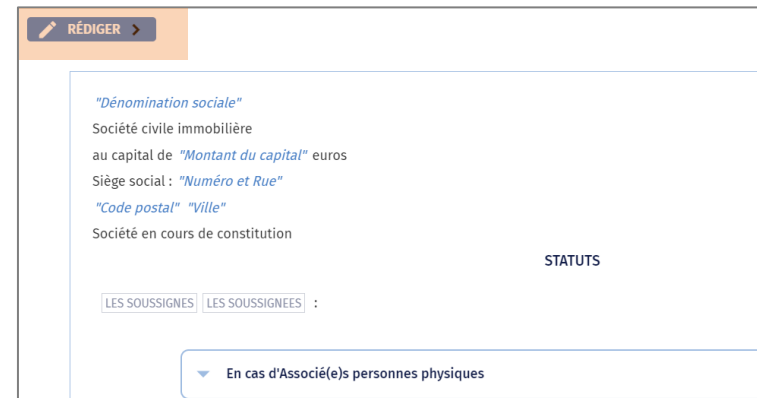 RÉDIGER
"Dénomination sociale"
Société civile immobilière
au capital de "Montant du capital" euros
Siège social : "Numéro et Rue"
"Code postal" "Ville"
Société en cours de constitution
STATUTS
LES SOUSSIGNES LES SOUSSIGNEES :
En cas d'Associé(e)s personnes physiques